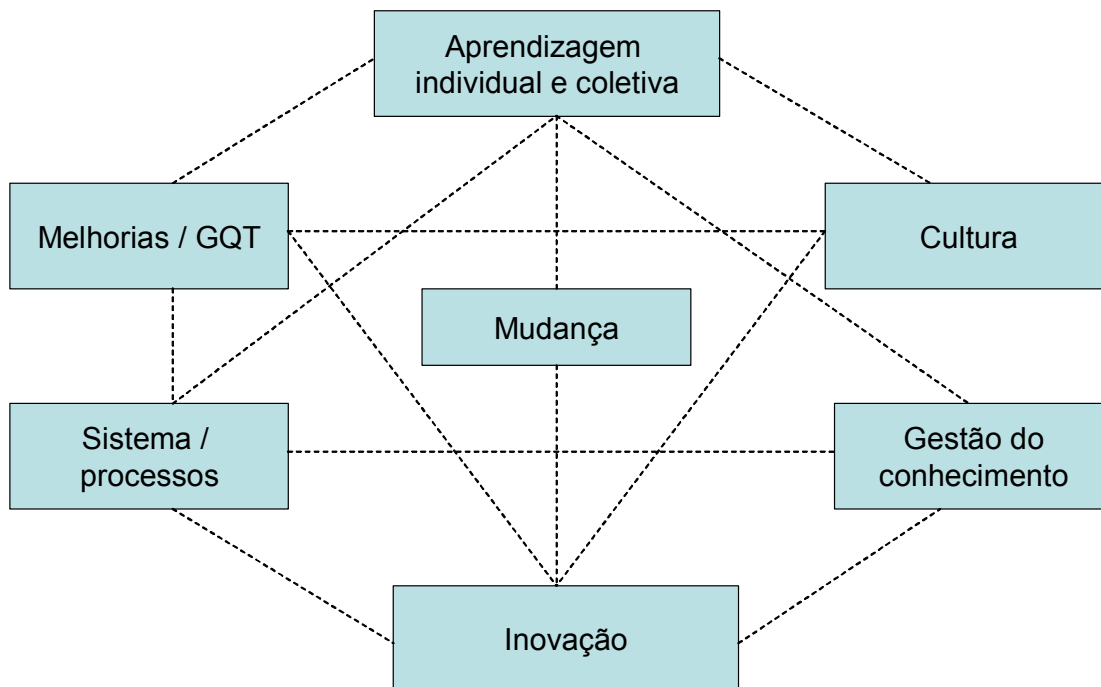 Aprendizagem
individual e coletiva
Melhorias / GQT
Cultura
Mudança
Sistema /
processos
Gestão do
conhecimento
Inovação